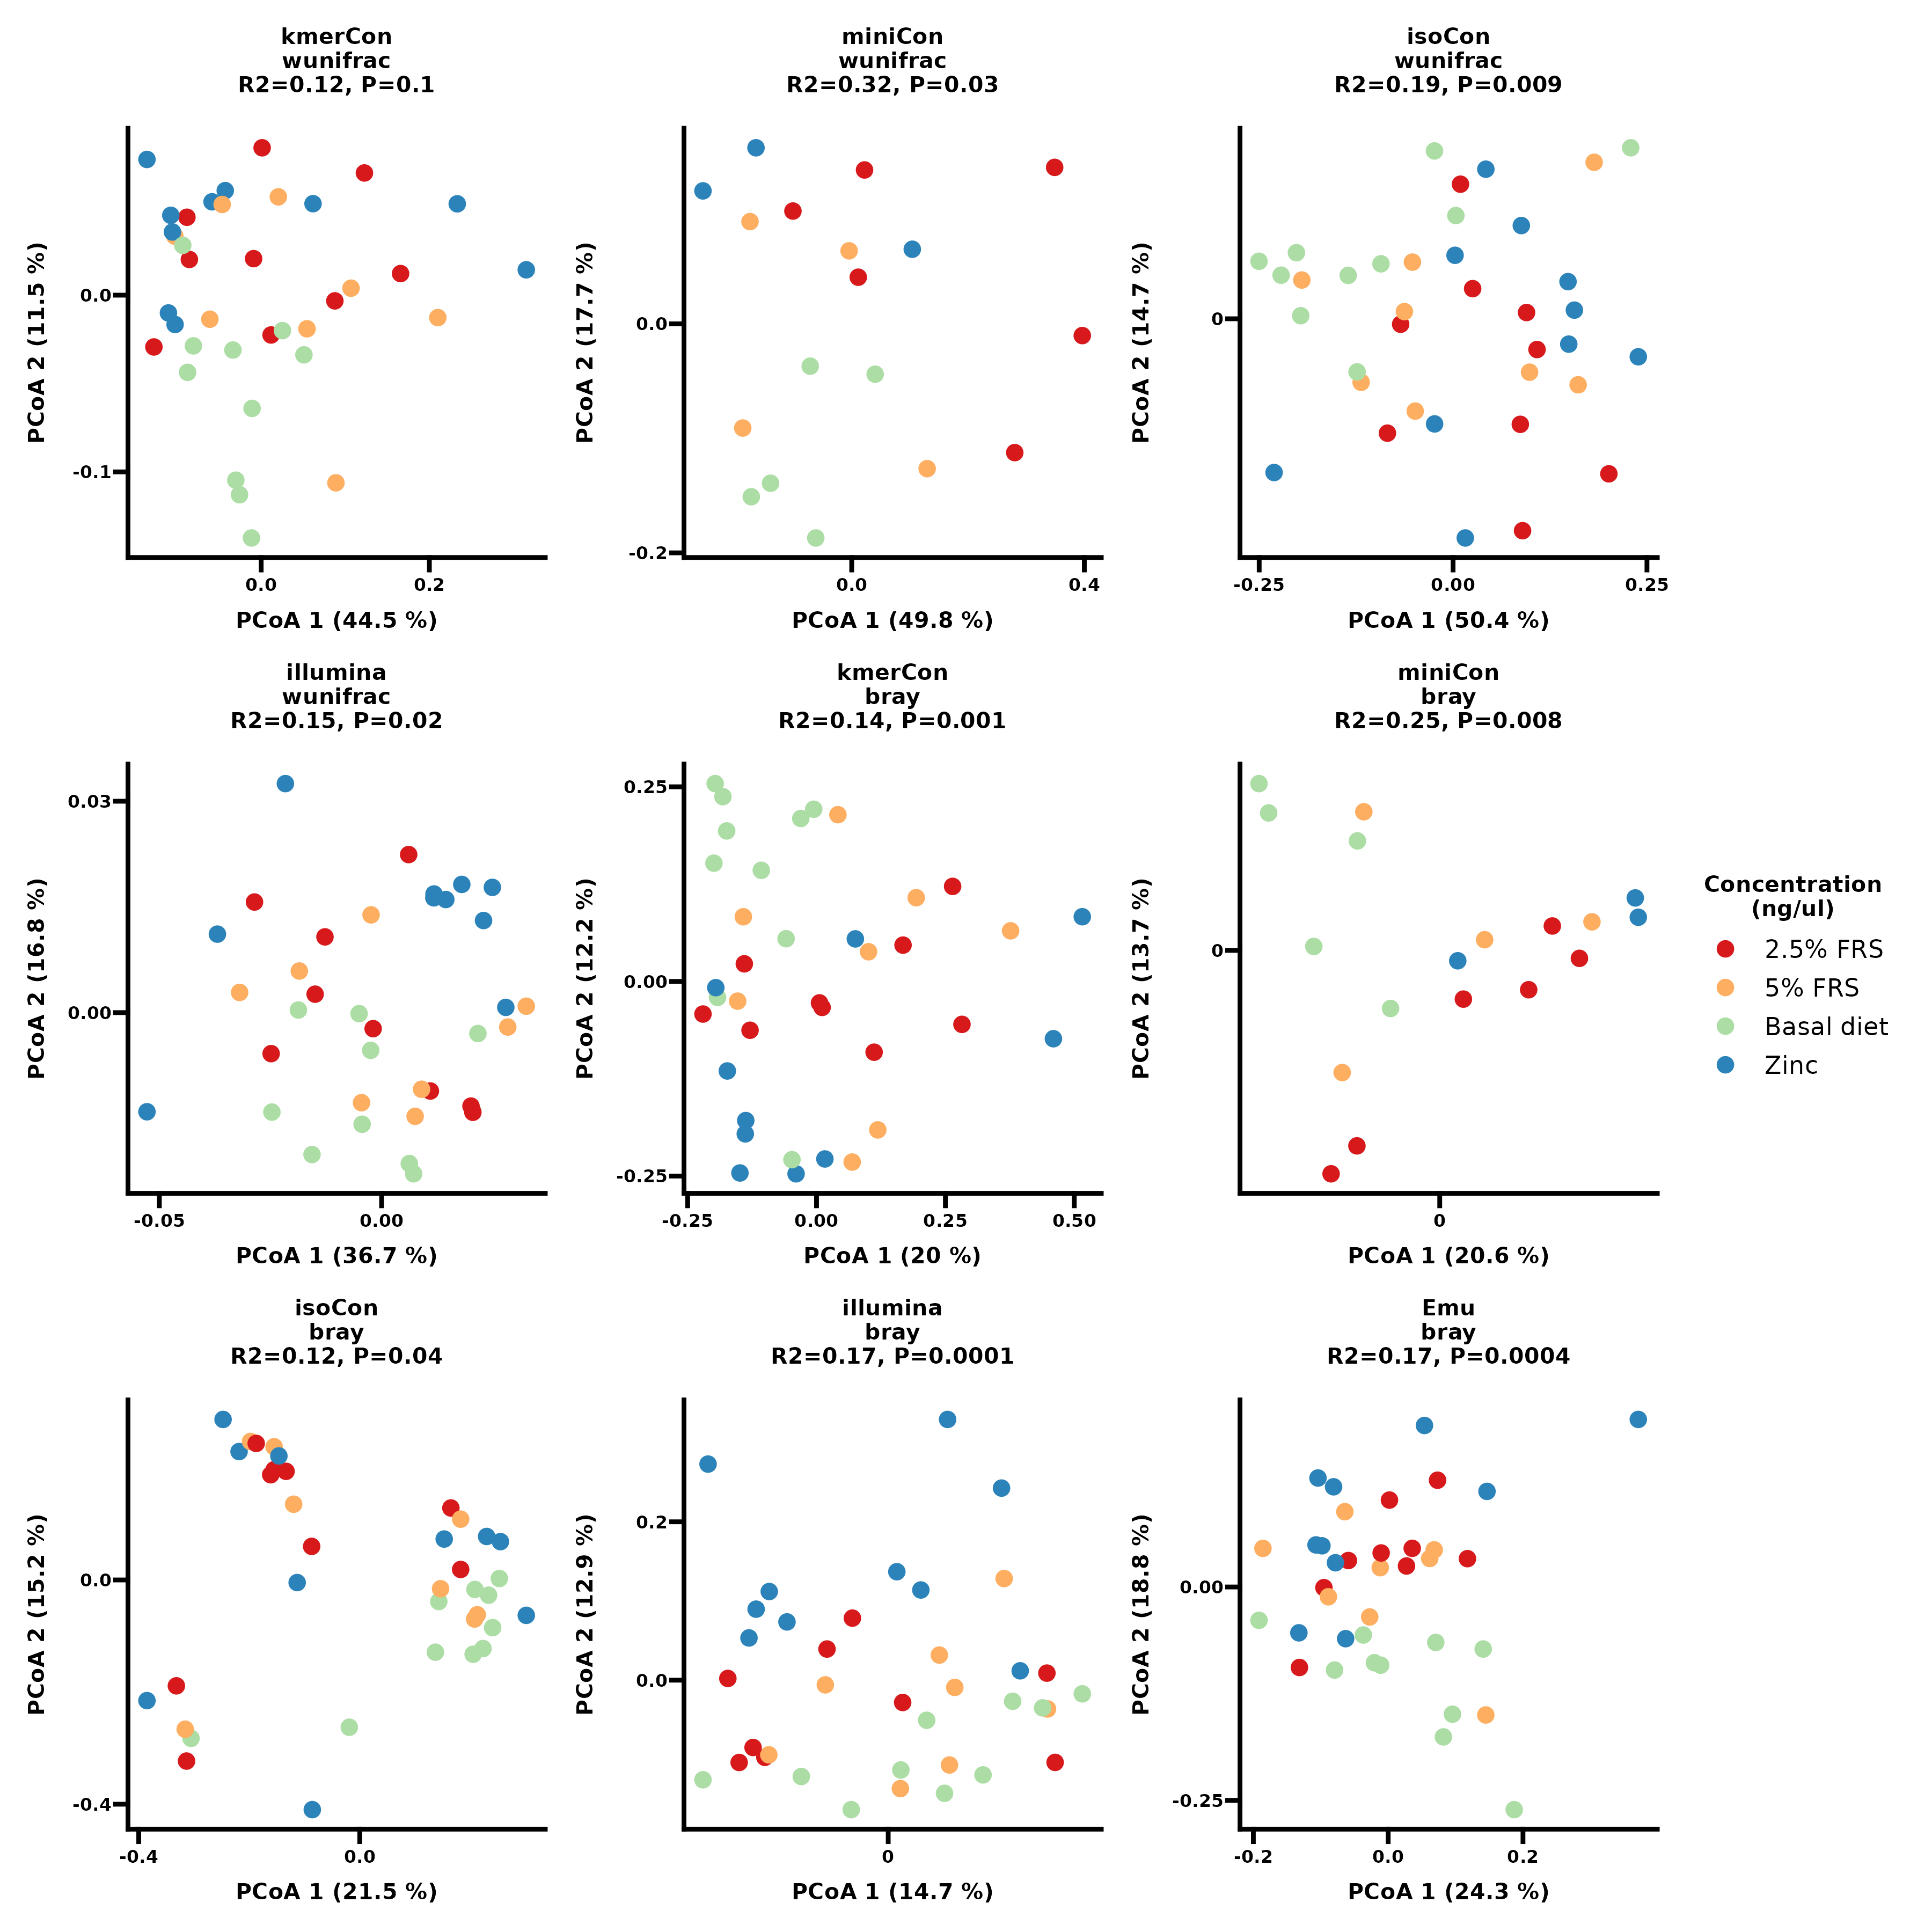 kmerCon
wunifrac
R2=0.12, P=0.1
PCoA 2 (11.5 %)
0.0
-0.1
0.0
0.2
PCoA 1 (44.5 %)
miniCon
wunifrac
R2=0.32, P=0.03
PCoA 2 (17.7 %)
0.0
-0.2
0.0
0.4
PCoA 1 (49.8 %)
isoCon
wunifrac
R2=0.19, P=0.009
PCoA 2 (14.7 %)
0
-0.25
0.00
0.25
PCoA 1 (50.4 %)
illumina
wunifrac
R2=0.15, P=0.02
PCoA 2 (16.8 %)
0.03
0.00
-0.05
0.00
PCoA 1 (36.7 %)
kmerCon
bray
R2=0.14, P=0.001
PCoA 2 (12.2 %)
0.25
0.00
-0.25
-0.25
0.00
0.25
0.50
PCoA 1 (20 %)
miniCon
bray
R2=0.25, P=0.008
PCoA 2 (13.7 %)
0
0
PCoA 1 (20.6 %)
Concentration
(ng/ul)
2.5% FRS
5% FRS
Basal diet
Zinc
isoCon
bray
R2=0.12, P=0.04
PCoA 2 (15.2 %)
0.0
-0.4
-0.4
0.0
PCoA 1 (21.5 %)
illumina
bray
R2=0.17, P=0.0001
PCoA 2 (12.9 %)
0.2
0.0
0
PCoA 1 (14.7 %)
Emu
bray
R2=0.17, P=0.0004
PCoA 2 (18.8 %)
0.00
-0.25
-0.2
0.0
0.2
PCoA 1 (24.3 %)